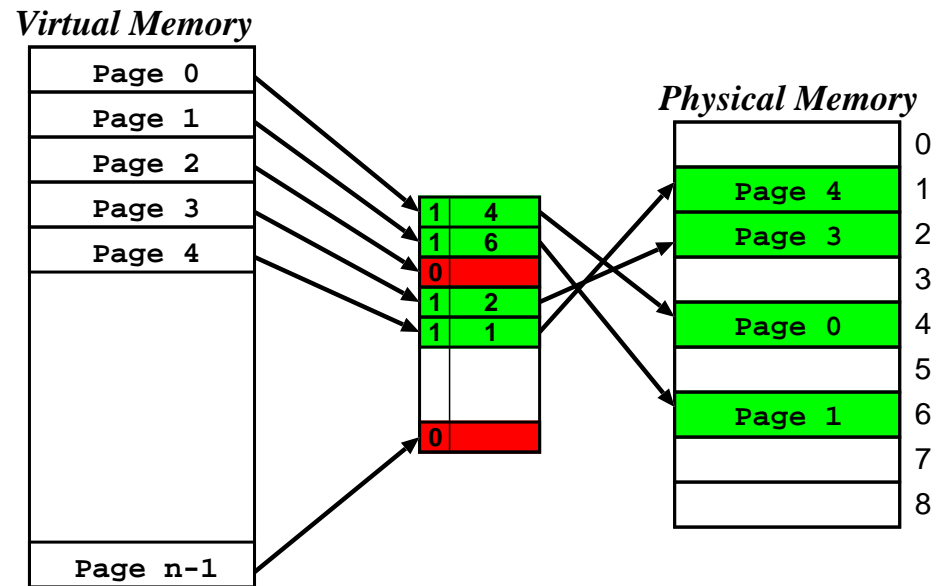 Virtual Memory
Page 0
Page 1
Page 2
Page 3
Page 4
Page n-1
1 4
1 6
0
1 2
1 1
0
Physical Memory
0
Page 4 1
Page 3 2
3
Page 0 4
5
Page 1 6
7
8